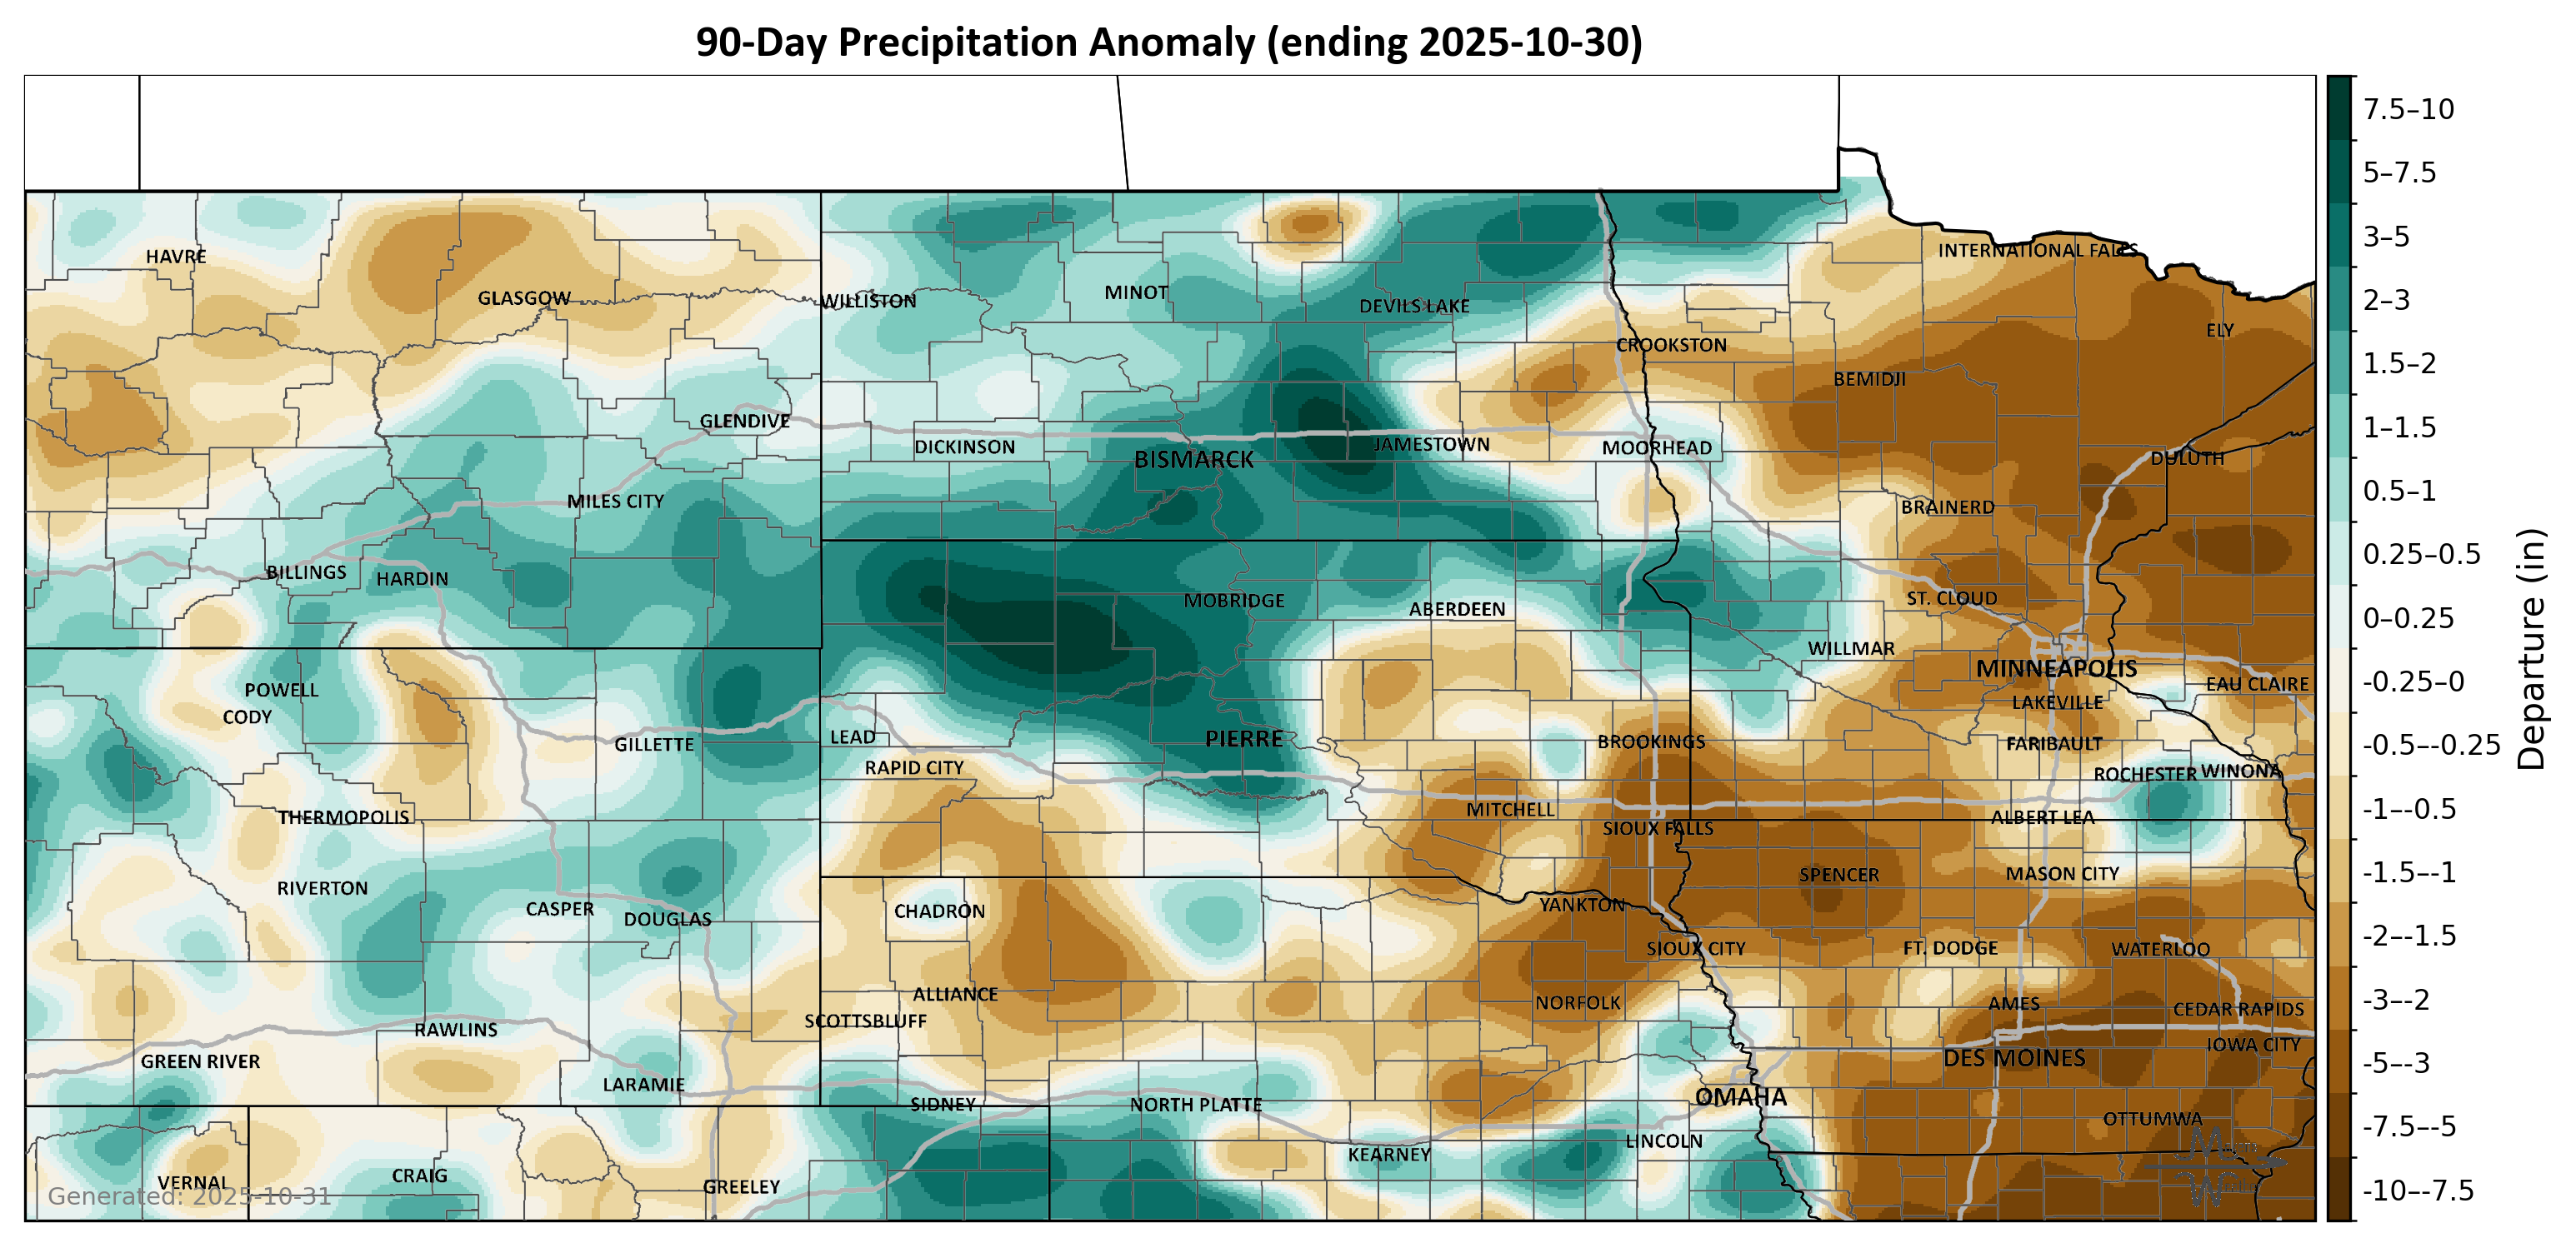 90-Day Precipitation Anomaly (ending 2025-10-30)
HAVRE
INTERNATIONAL FALLS
GLASGOW
WILLISTON
MINOT
DEVILS LAKE
ELY
CROOKSTON
BEMIDJI
GLENDIVE
DICKINSON
BISMARCK
JAMESTOWN
MOORHEAD
DULUTH
MILES CITY
BRAINERD
BILLINGS
HARDIN
MOBRIDGE
ABERDEEN
ST. CLOUD
WILLMAR
MINNEAPOLIS
EAU CLAIRE
POWELL
CODY
LAKEVILLE
GILLETTE
LEAD
PIERRE
BROOKINGS
FARIBAULT
RAPID CITY
ROCHESTER
WINONA
THERMOPOLIS
MITCHELL
SIOUX FALLS
ALBERT LEA
RIVERTON
SPENCER
MASON CITY
CASPER
DOUGLAS
CHADRON
YANKTON
SIOUX CITY
FT. DODGE
WATERLOO
ALLIANCE
NORFOLK
AMES
CEDAR RAPIDS
SCOTTSBLUFF
RAWLINS
GREEN RIVER
DES MOINES
IOWA CITY
LARAMIE
SIDNEY
NORTH PLATTE
OMAHA
OTTUMWA
KEARNEY
LINCOLN
VERNAL
CRAIG
GREELEY
Generated: 2025-10-31
7.5–10
5–7.5
3–5
2–3
1.5–2
1–1.5
0.5–1
0.25–0.5
0–0.25
-0.25–0
-0.5–-0.25
-1–-0.5
-1.5–-1
-2–-1.5
-3–-2
-5–-3
-7.5–-5
-10–-7.5
Departure (in)